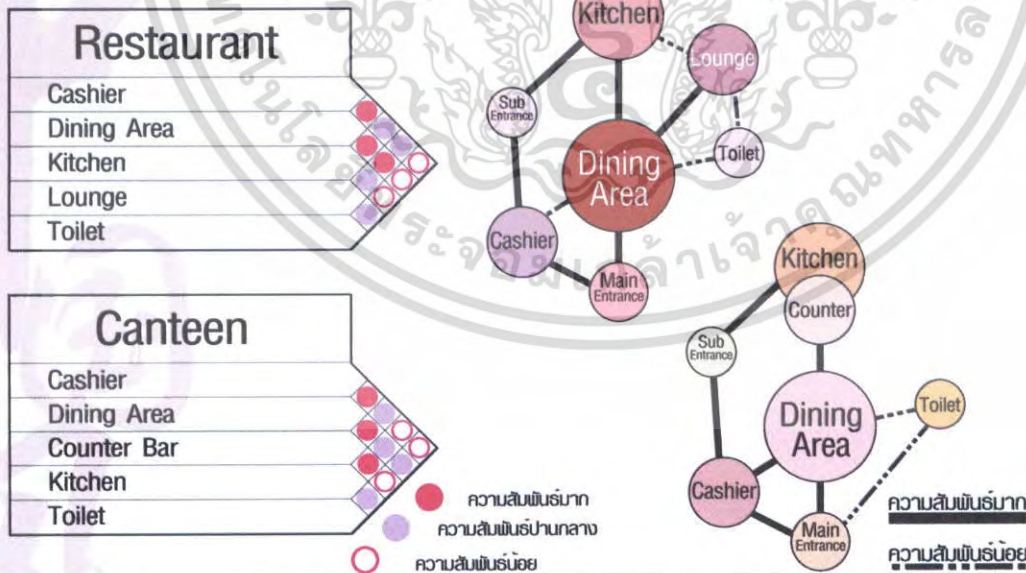 Restaurant
Cashier
Dining Area
Kitchen
Lounge
Toilet
Kitchen
Lounge
Sub
Entrance
Toilet
Dining
Area
Cashier
Main
Entrance
Canteen
Cashier
Dining Area
Counter Bar
Kitchen
Toilet
ความสัมพันธ์มาก
ความสัมพันธ์ปานกลาง
ความสัมพันธ์น้อย
Kitchen
Counter
Sub
Entrance
Dining
Area
Toilet
Cashier
Main
Entrance
ความสัมพันธ์มาก
ความสัมพันธ์น้อย